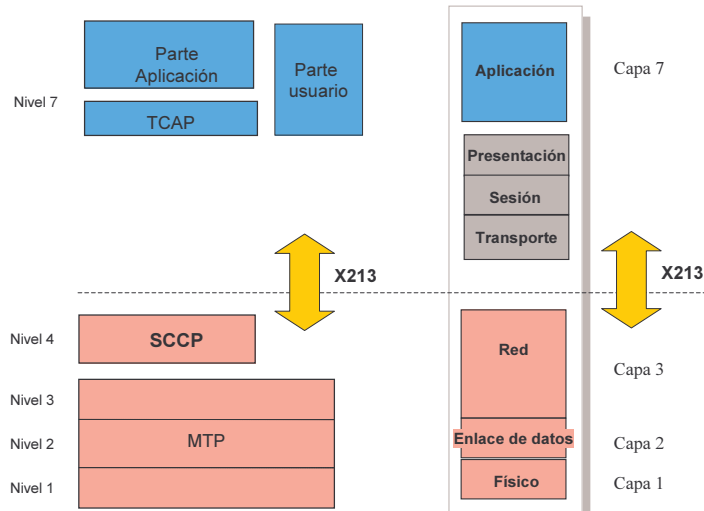 Parte
Aplicación
Parte
usuario
Nivel 7
TCAP
Aplicación
Capa 7
Presentación
Sesión
Transporte
X213
X213
Nivel 4
SCCP
Red
Capa 3
Nivel 3
Nivel 2
MTP
Enlace de datos
Capa 2
Nivel 1
Físico
Capa 1